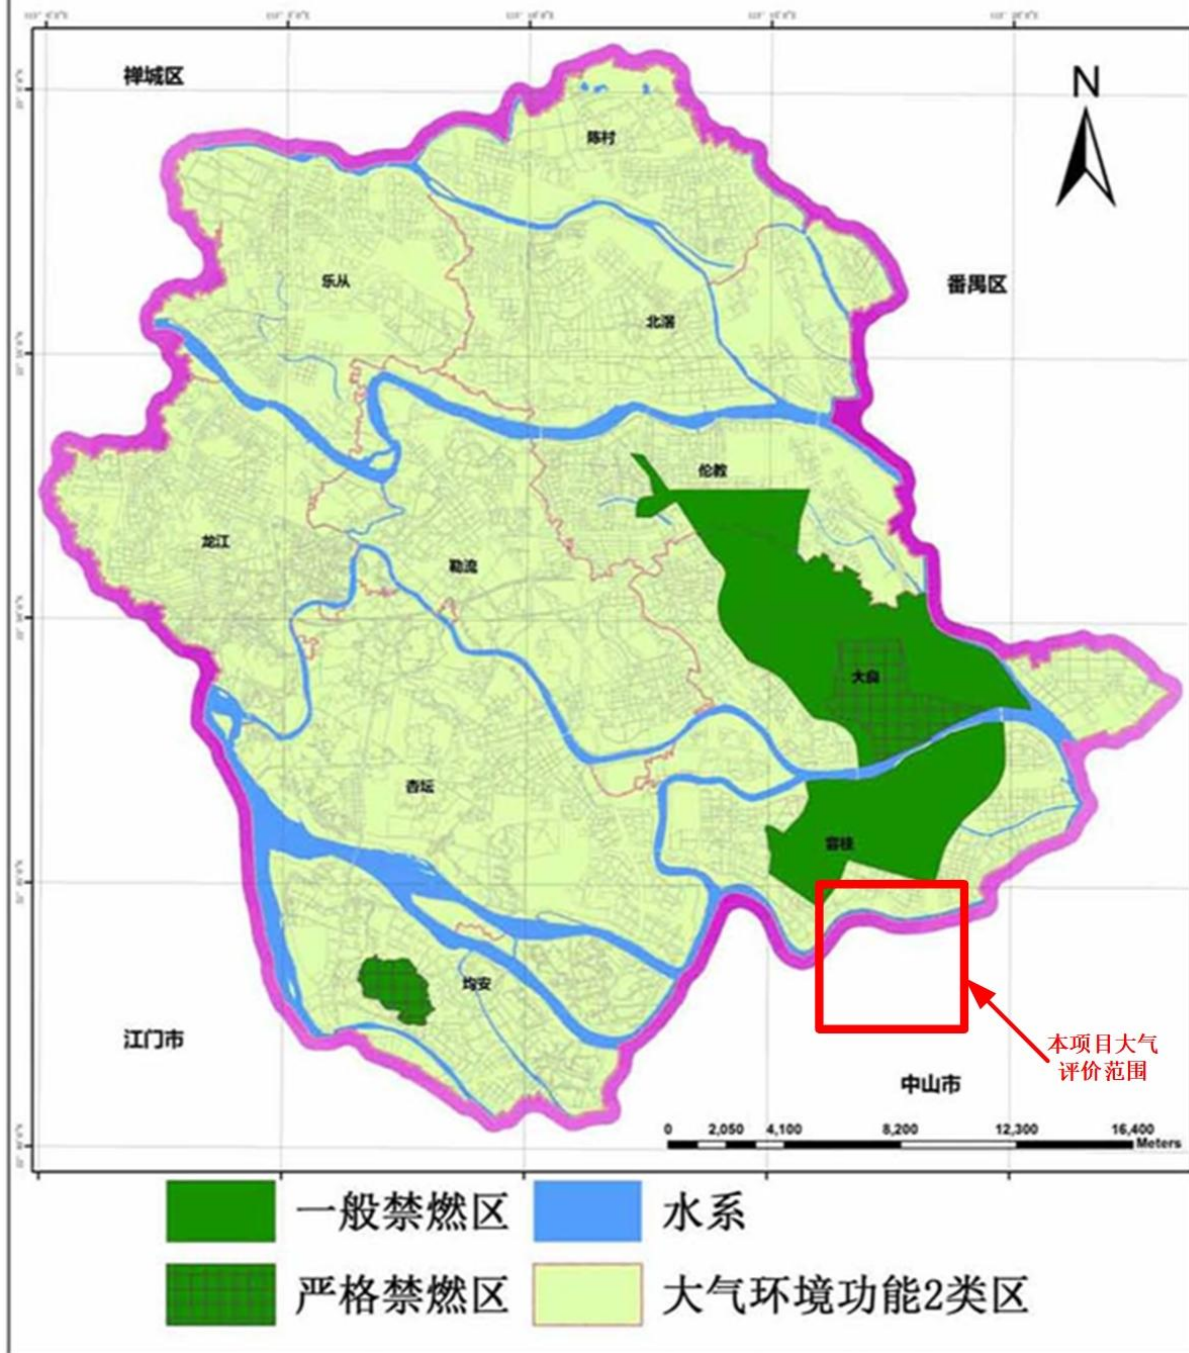 禅城区
N
陈村
番禺区
乐从
北滘
伦教
龙江
勒流
大良
杏坛
容桂
均安
江门市
本项目大气
评价范围
中山市
0 2,050 4,100 8,200 12,300 16,400
Meters
一般禁燃区
水系
严格禁燃区
大气环境功能2类区